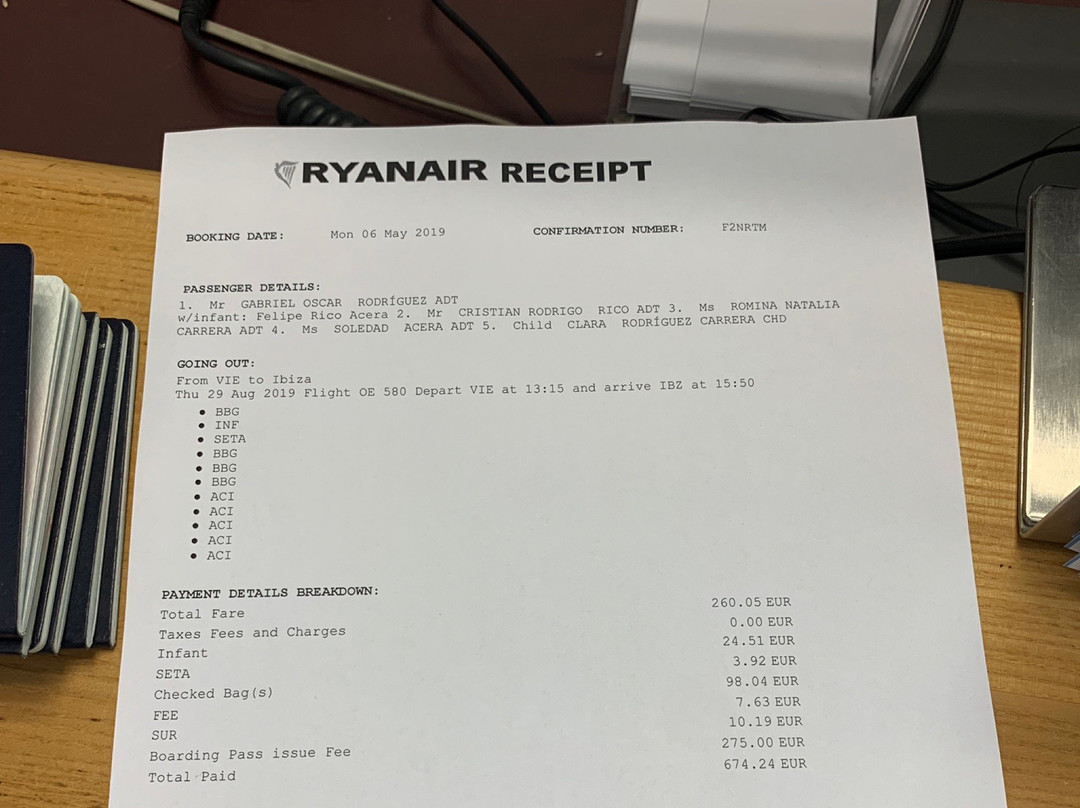 RYANAIR RECEIPT
BOOKING DATE: Mon 06 May 2019 CONFIRMATION NUMBER: F2NRTM
PASSENGER DETAILS:
1. Mr GABRIEL OSCAR RODRÍGUEZ ADT
w/infant: Felipe Rico Acera 2. Mr CRISTIAN RODRIGO RICO ADT 3. Ms ROMINA NATALIA
CARRERA ADT 4. Ms SOLEDAD ACERA ADT 5. Child CLARA RODRÍGUEZ CARRERA CHD
GOING OUT:
From VIE to Ibiza
Thu 29 Aug 2019 Flight OE 580 Depart VIE at 13:15 and arrive IBZ at 15:50
• BBG
• INF
• SETA
• BBG
• BBG
• BBG
• ACI
• ACI
• ACI
• ACI
• ACI
PAYMENT DETAILS BREAKDOWN:
Total Fare 260.05 EUR
Taxes Fees and Charges 0.00 EUR
Infant 24.51 EUR
SETA 3.92 EUR
Checked Bag(s) 98.04 EUR
FEE 7.63 EUR
SUR 10.19 EUR
Boarding Pass issue Fee 275.00 EUR
Total Paid 674.24 EUR